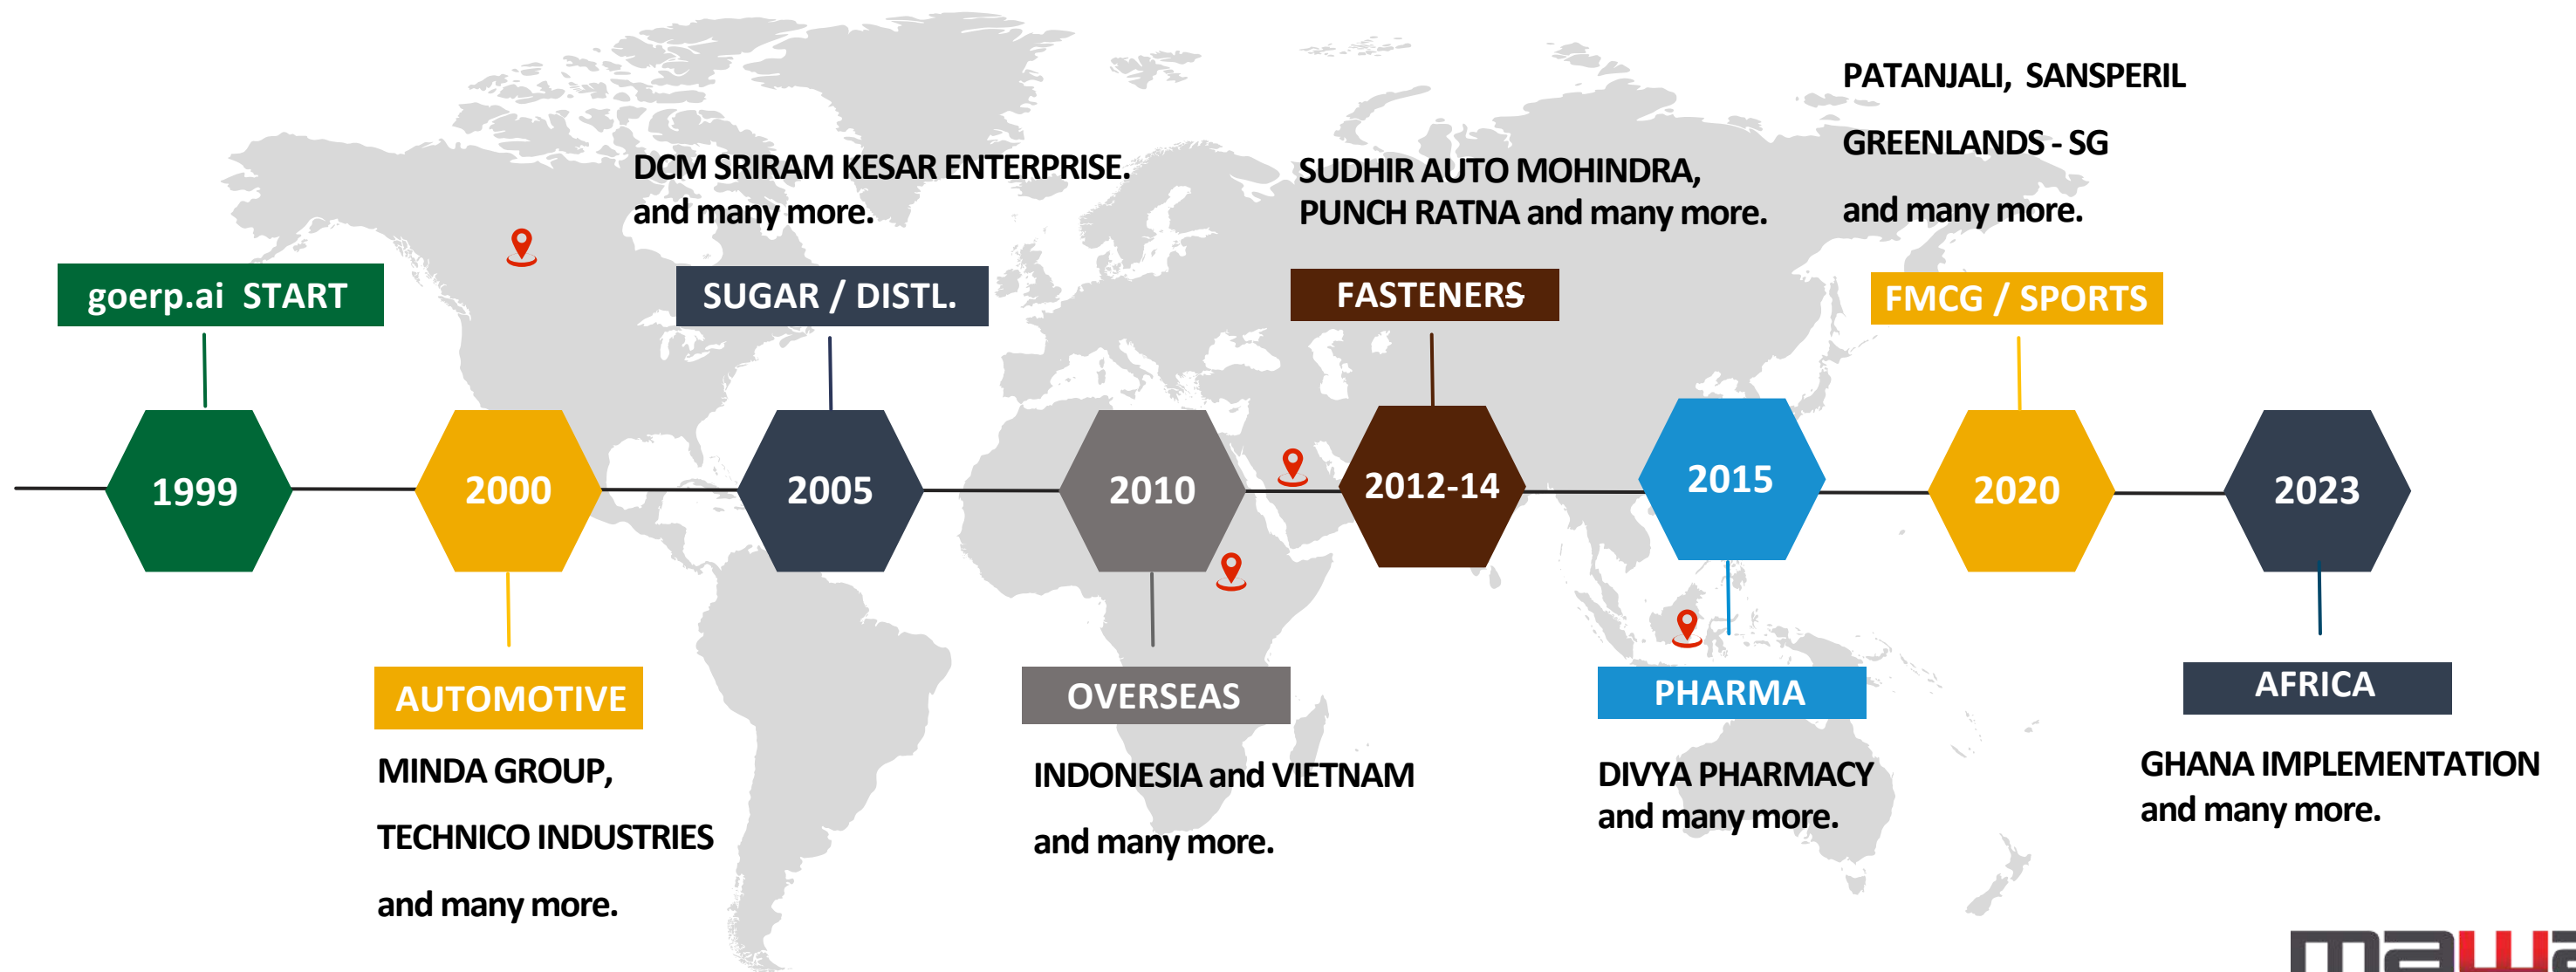 PATANJALI, SANSPERIL
GREENLANDS - SG
and many more.
DCM SRIRAM KESAR ENTERPRISE.
and many more.
SUDHIR AUTO MOHINDRA,
PUNCH RATNA and many more.
goerp.ai START
SUGAR / DISTL.
FASTENERS
FMCG / SPORTS
1999
2000
2005
2010
2012-14
2015
2020
2023
AUTOMOTIVE
OVERSEAS
PHARMA
AFRICA
MINDA GROUP,
TECHNICO INDUSTRIES
and many more.
INDONESIA and VIETNAM
and many more.
DIVYA PHARMACY
and many more.
GHANA IMPLEMENTATION
and many more.